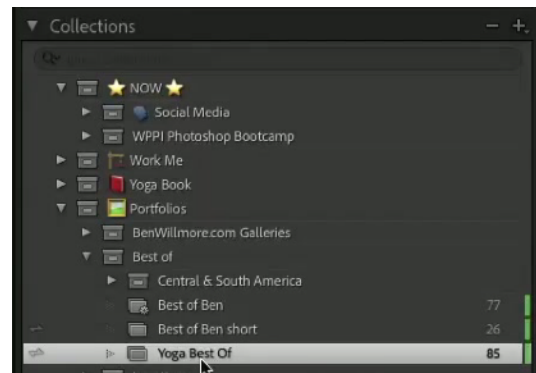 Collections
NOW
Social Media
WPPI Photoshop Bootcamp
Work Me
Yoga Book
Portfolios
BenWillmore.com Galleries
Best of
Central & South America
Best of Ben 77
Best of Ben short 26
Yoga Best Of 85